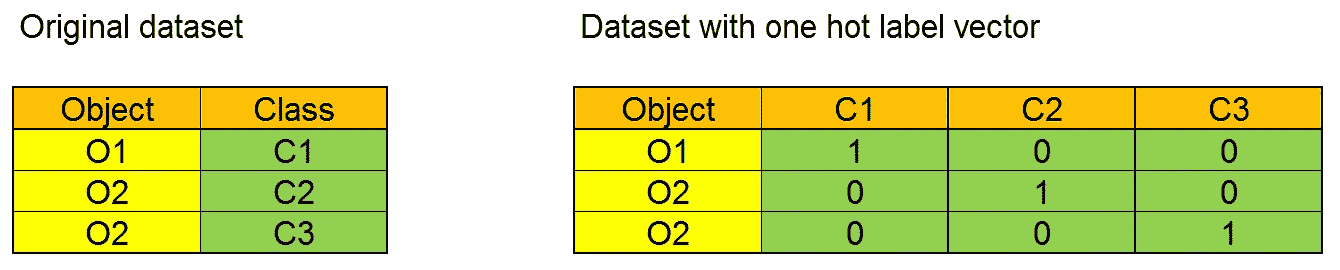 Original dataset
Dataset with one hot label vector
Object Class
O1 C1
O2 C2
O2 C3
Object C1 C2 C3
O1 1 0 0
O2 0 1 0
O2 0 0 1